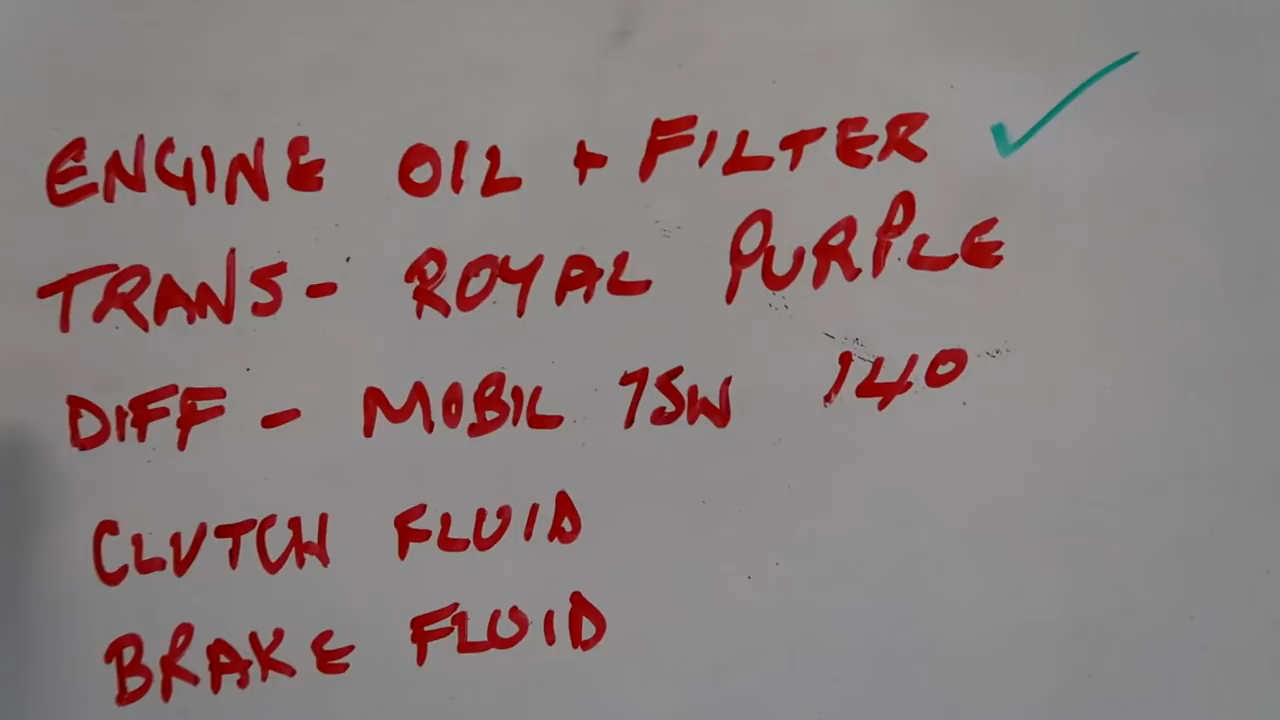 ENGINE OIL + FILTER ✓
TRANS- ROYAL PURPLE
DIFF - MOBIL 75W 140
CLUTCH FLUID
BRAKE FLUID